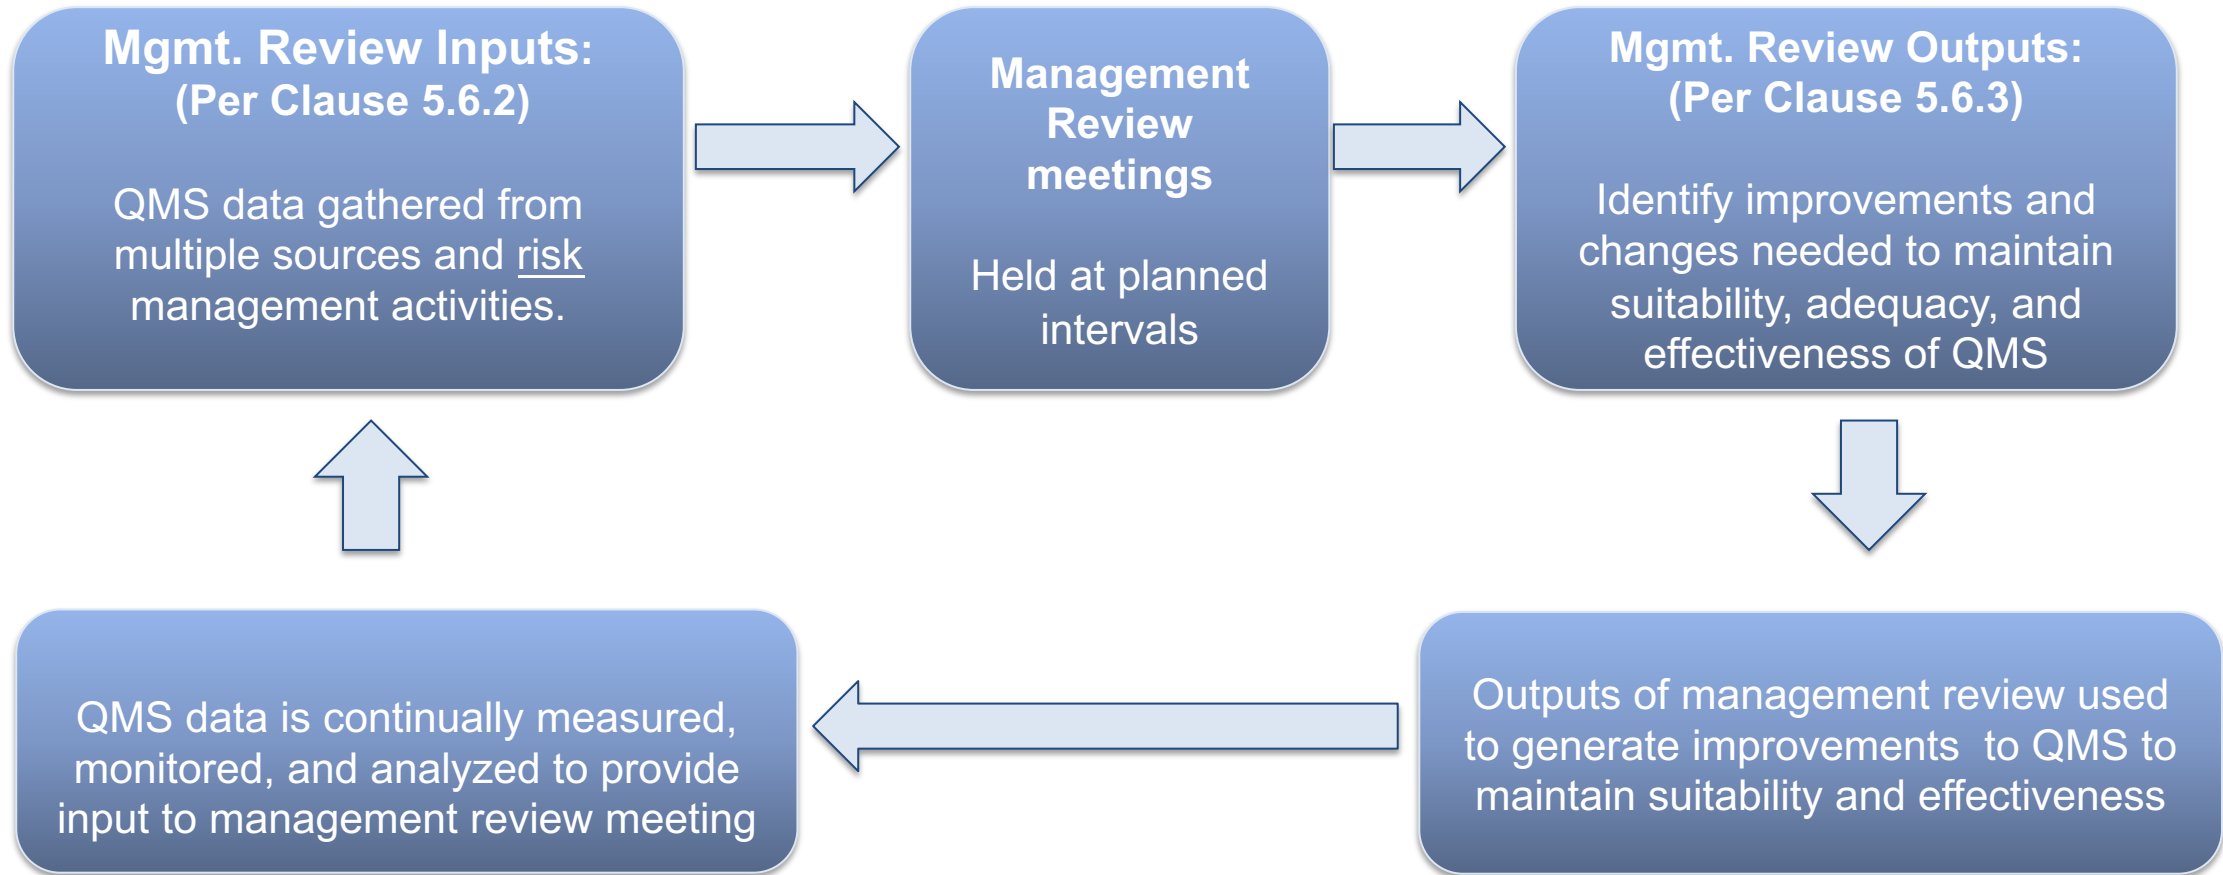 Mgmt. Review Inputs:
(Per Clause 5.6.2)
QMS data gathered from
multiple sources and risk
management activities.
Management
Review
meetings
Held at planned
intervals
Mgmt. Review Outputs:
(Per Clause 5.6.3)
Identify improvements and
changes needed to maintain
suitability, adequacy, and
effectiveness of QMS
Outputs of management review used
to generate improvements  to QMS to
maintain suitability and effectiveness
QMS data is continually measured,
monitored, and analyzed to provide
input to management review meeting